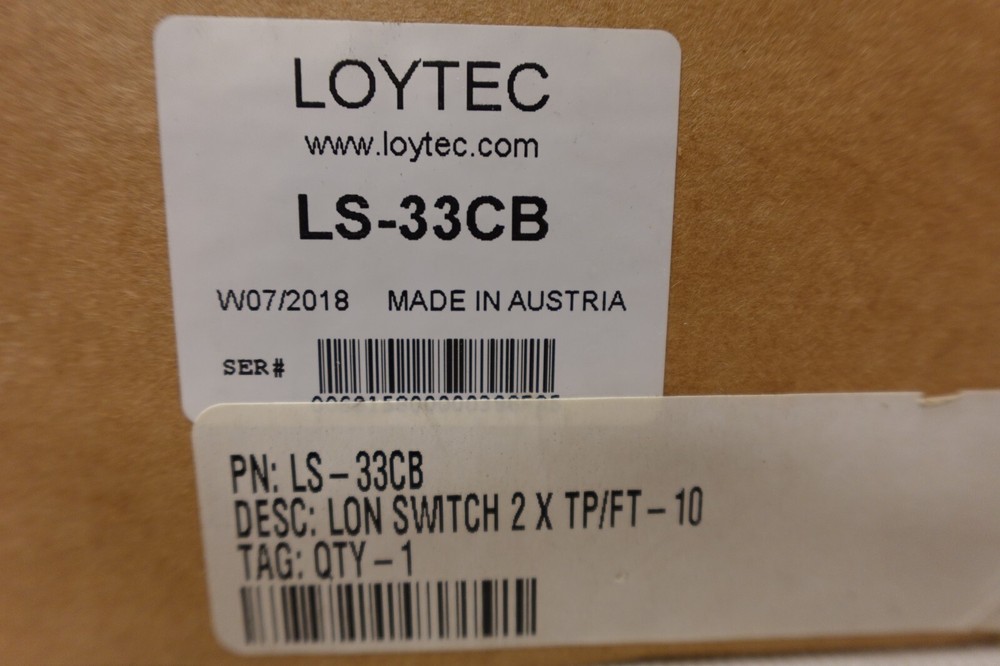 LOYTEC
www.loytec.com
LS-33CB
W07/2018 MADE IN AUSTRIA
SER#
PN: LS-33CB
DESC: LON SWITCH 2 X TP/FT-10
TAG: QTY-1